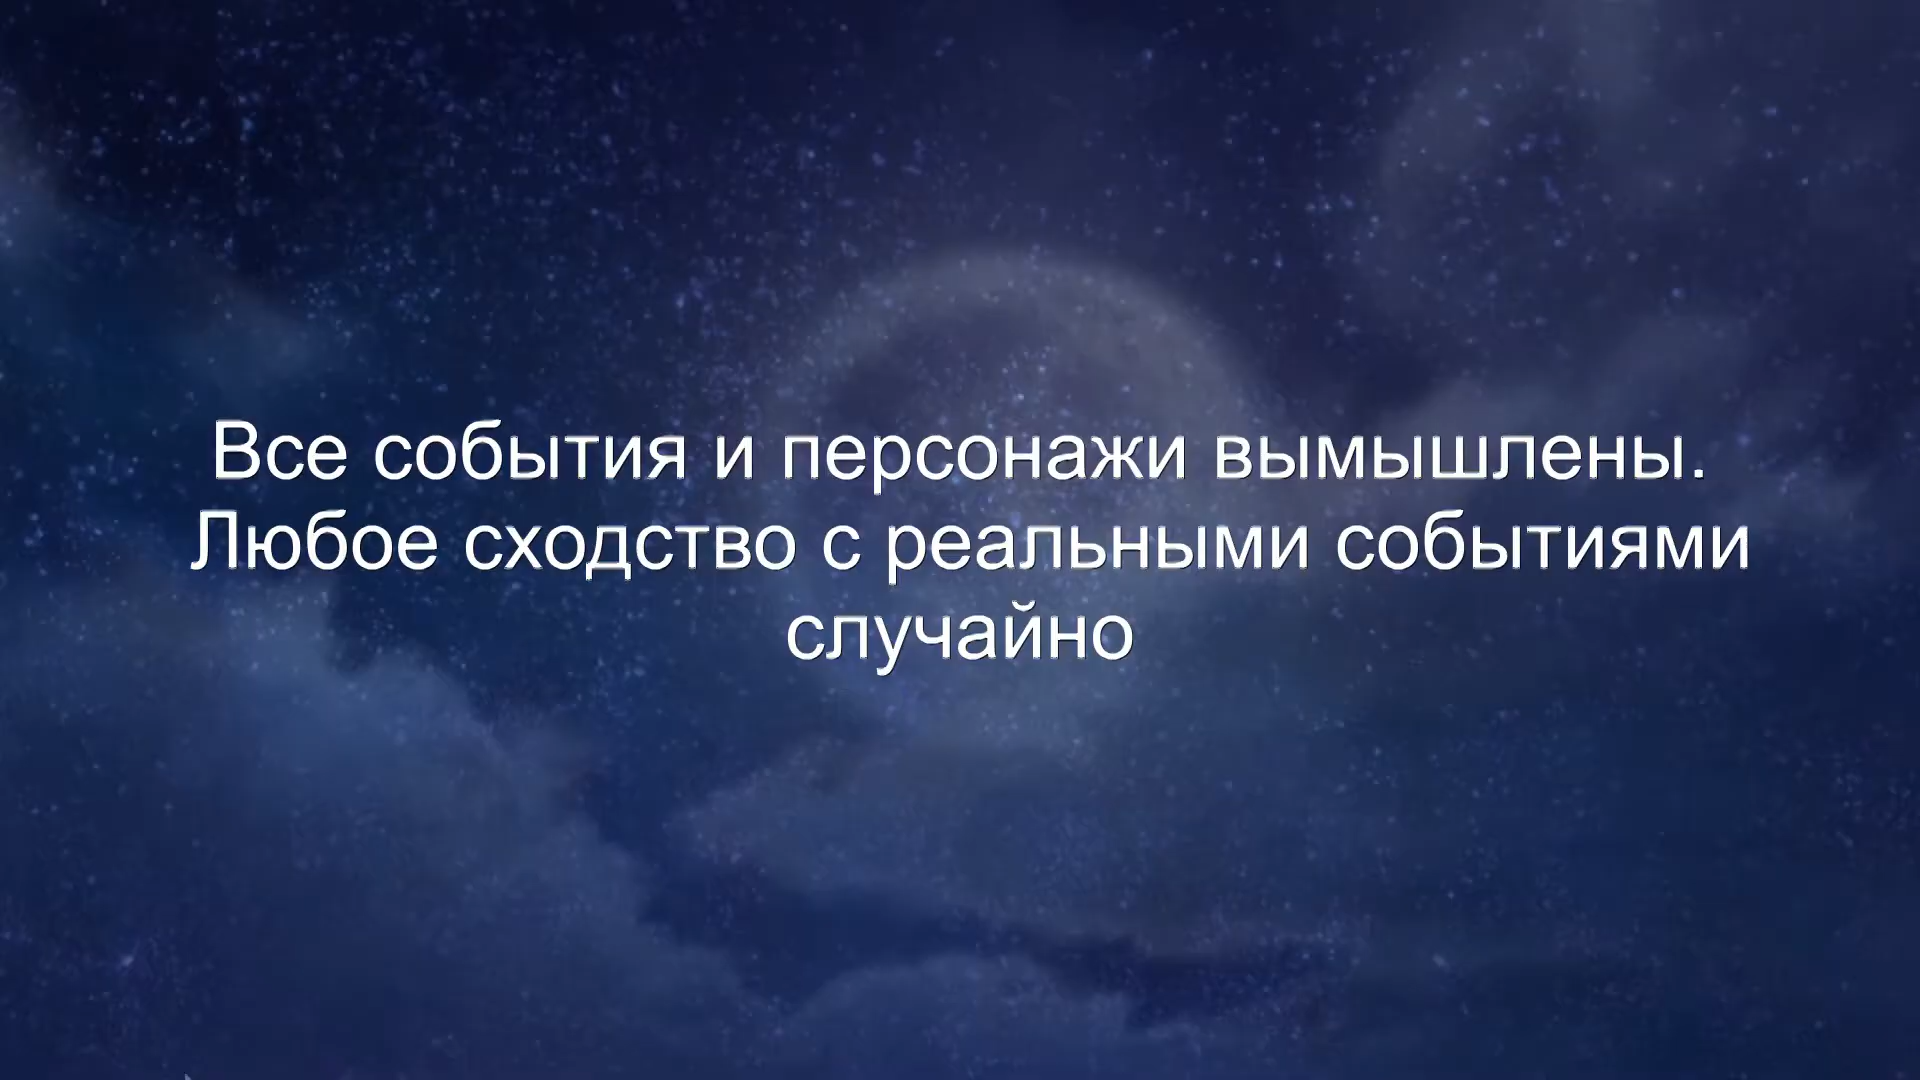 Все события и персонажи вымышлены.
Любое сходство с реальными событиями
случайно